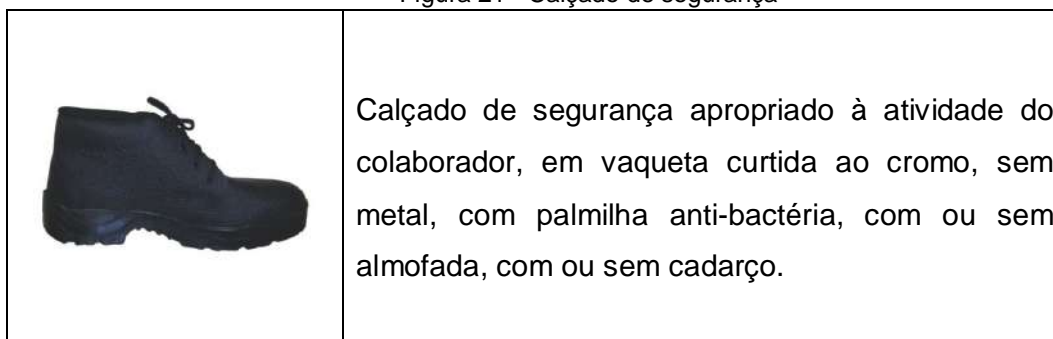 Figura 21 - Calçado de segurança
Calçado de segurança apropriado à atividade do
colaborador, em vaqueta curtida ao cromo, sem
metal, com palmilha anti-bactéria, com ou sem
almofada, com ou sem cadarço.